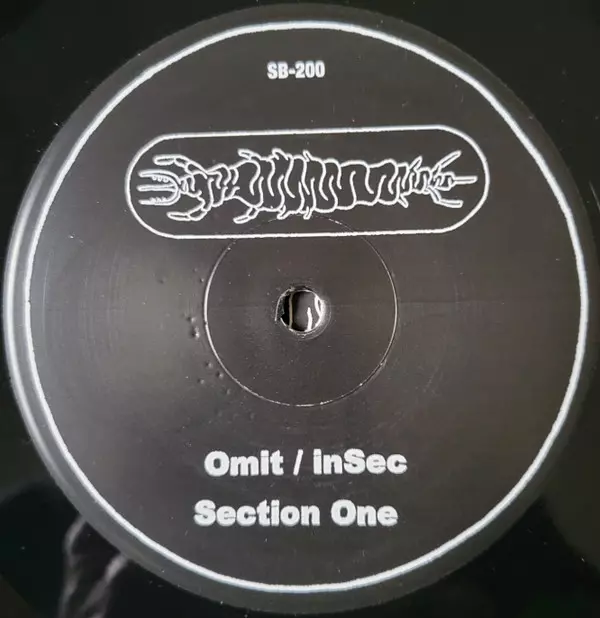 SB-200
Omit / inSec
Section One